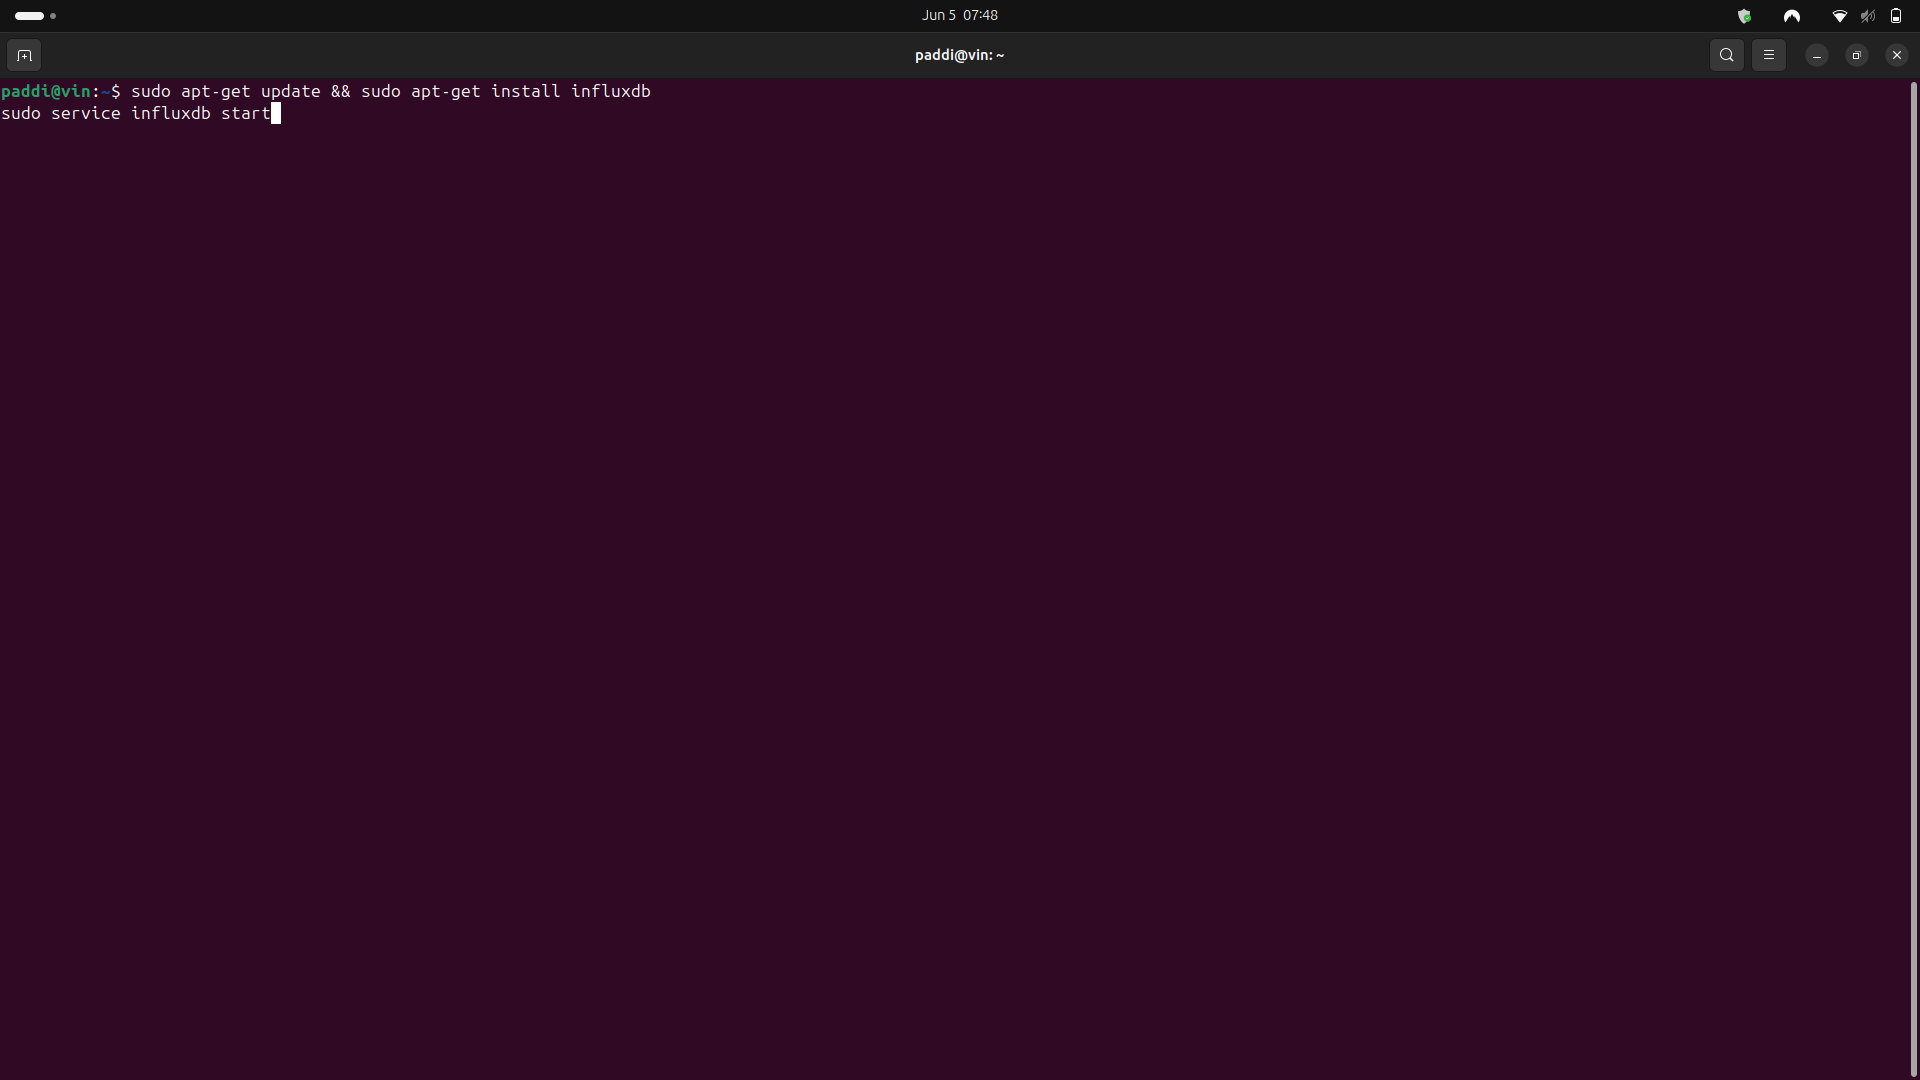 Jun 5 07:48
paddi@vin: ~
paddi@vin:~$ sudo apt-get update && sudo apt-get install influxdb
sudo service influxdb start